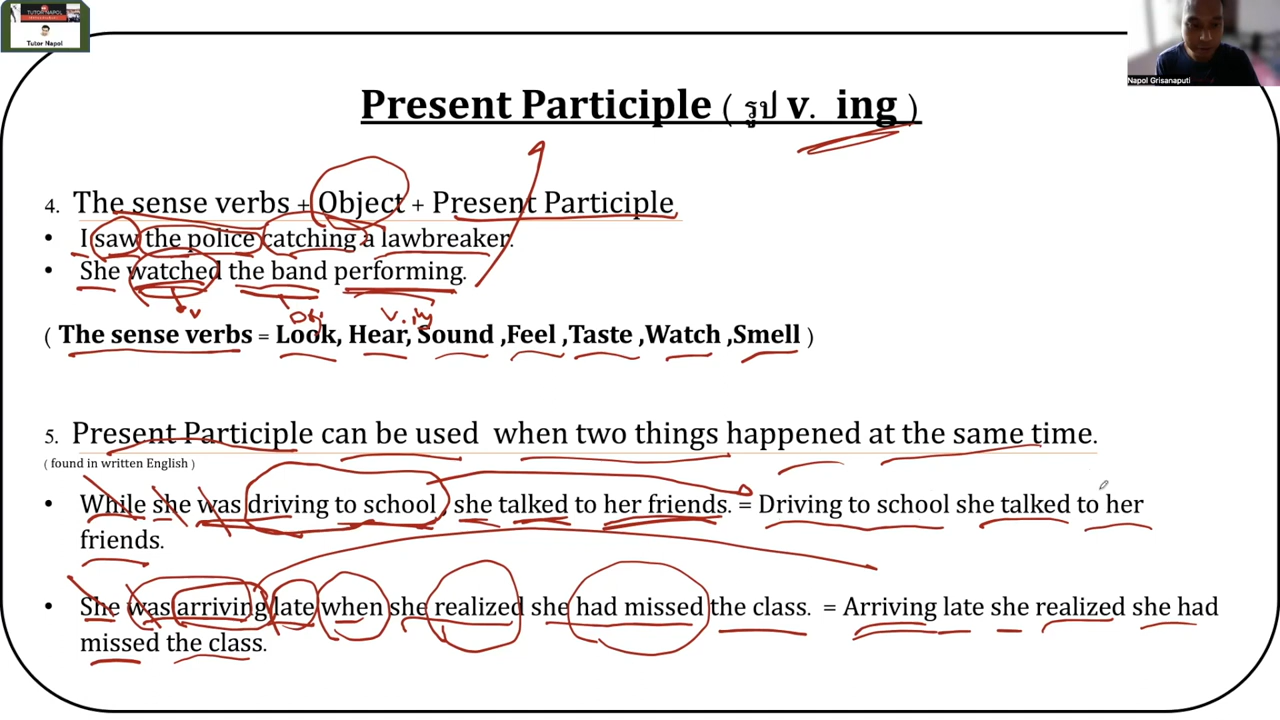 TUTOR NAPOL
Tutor Napol
Napol Grisanaputi
Present Participle ( รูป v. ing )
4. The sense verbs + Object + Present Participle
• I saw the police catching a lawbreaker.
• She watched the band performing.
v Obj v.ing
( The sense verbs = Look, Hear, Sound ,Feel ,Taste ,Watch ,Smell )
5. Present Participle can be used when two things happened at the same time.
( found in written English )
• While she was driving to school, she talked to her friends. = Driving to school she talked to her
friends.
• She was arriving late when she realized she had missed the class. = Arriving late she realized she had
missed the class.